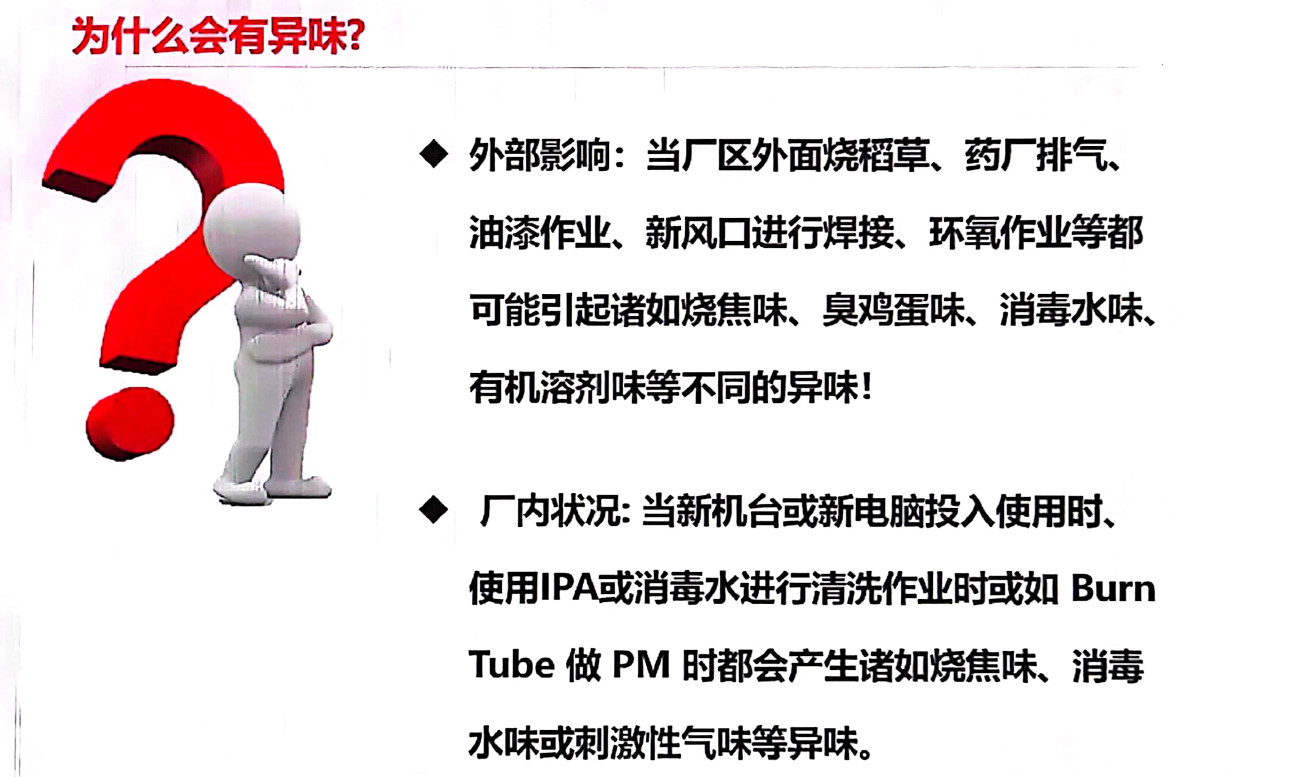 为什么会有异味?
◆ 外部影响：当厂区外面烧稻草、药厂排气、
油漆作业、新风口进行焊接、环氧作业等都
可能引起诸如烧焦味、臭鸡蛋味、消毒水味、
有机溶剂味等不同的异味！
◆ 厂内状况: 当新机台或新电脑投入使用时、
使用IPA或消毒水进行清洗作业时或如 Burn
Tube 做 PM 时都会产生诸如烧焦味、消毒
水味或刺激性气味等异味。